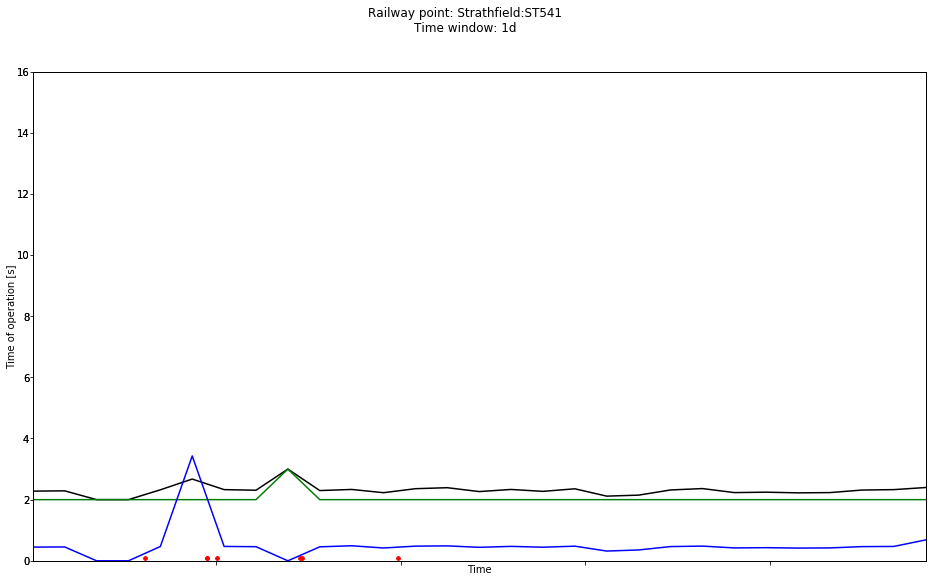 Railway point: Strathfield:ST541
Time window: 1d
16
14
12
10
8
6
4
2
0
Time of operation [s]
Time